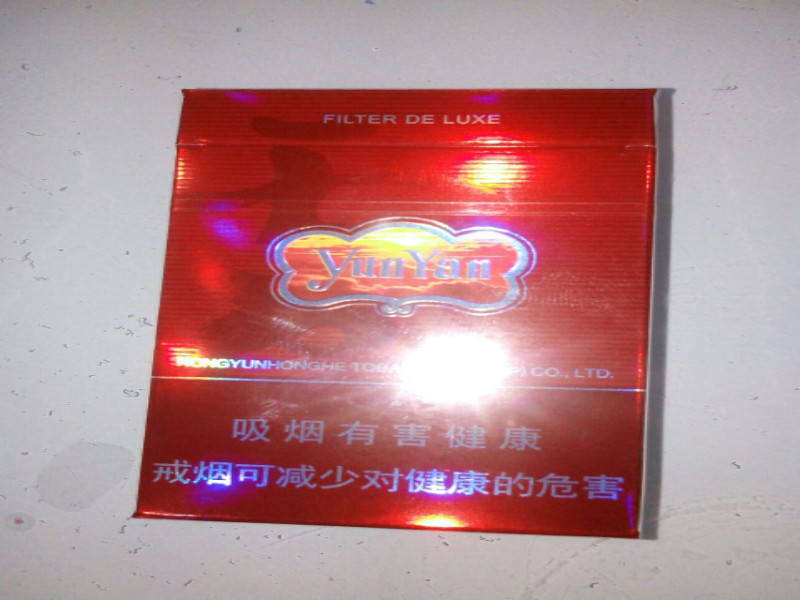 FILTER DE LUXE
YunYan
HONGYUNHONGHE TOBA P) CO., LTD.
吸烟有害健康
戒烟可减少对健康的危害